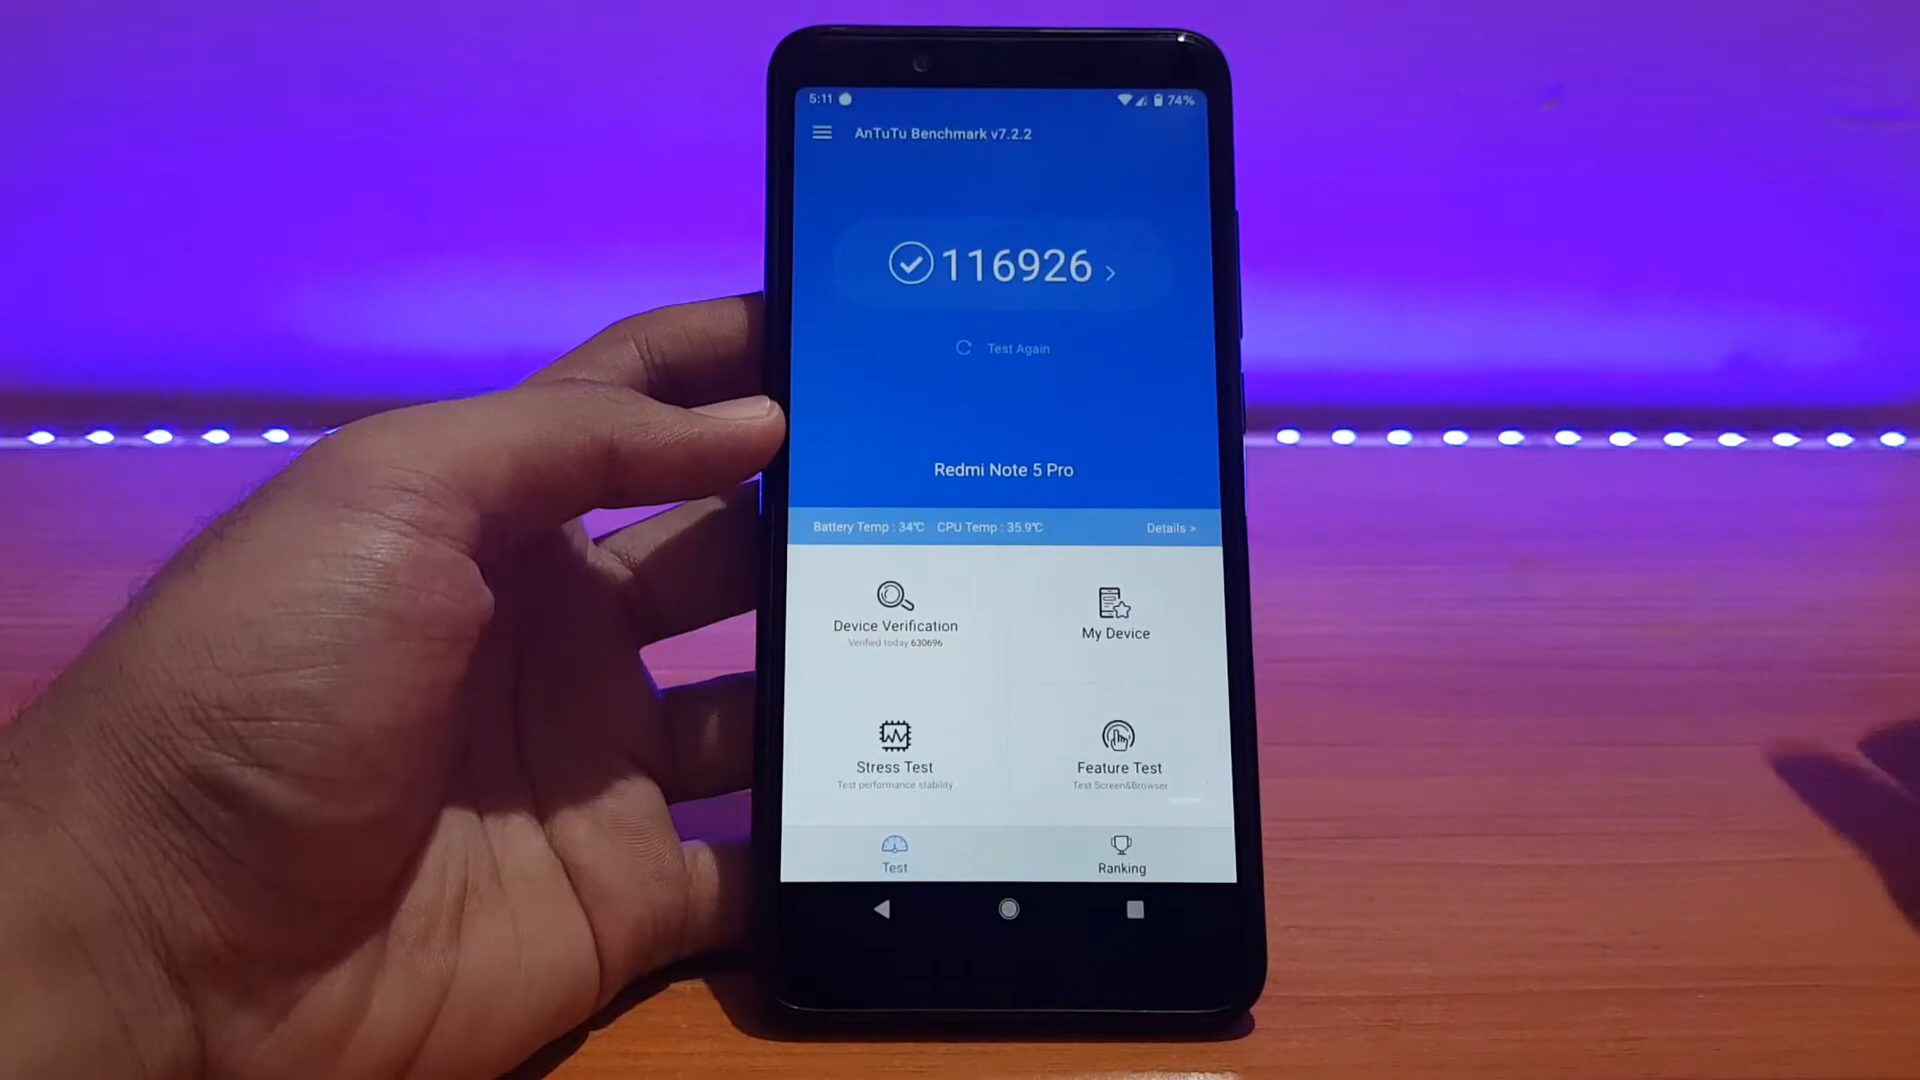 5:11 74%
AnTuTu Benchmark v7.2.2
116926 >
Test Again
Redmi Note 5 Pro
Battery Temp : 34℃ CPU Temp : 35.9℃ Details >
Device Verification
Verified today 630696
My Device
Stress Test
Test performance stability
Feature Test
Test Screen&Browser
Test
Ranking